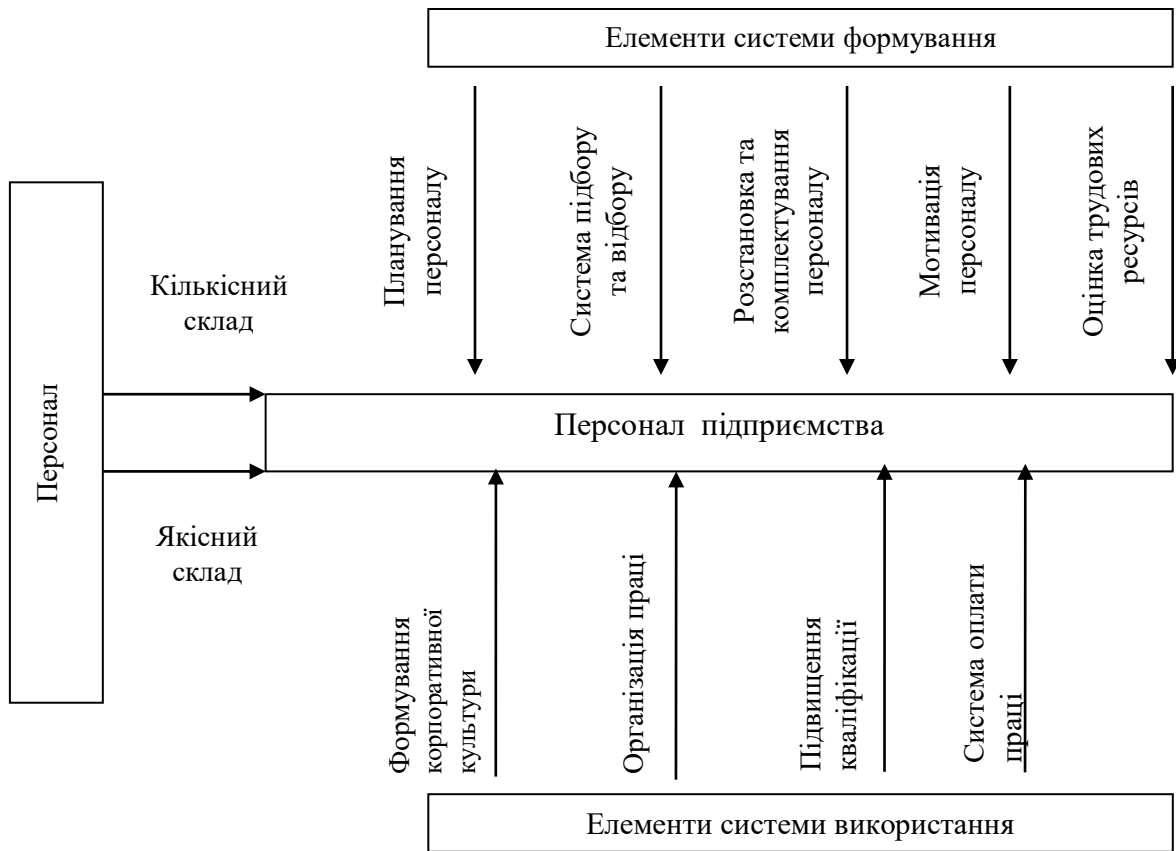 Елементи системи формування
Планування
персоналу
Система підбору
та відбору
Розстановка та
комплектування
персоналу
Мотивація
персоналу
Оцінка трудових
ресурсів
Кількісний
склад
Персонал
Персонал підприємства
Якісний
склад
Формування
корпоративної
культури
Організація праці
Підвищення
кваліфікації
Система оплати
праці
Елементи системи використання